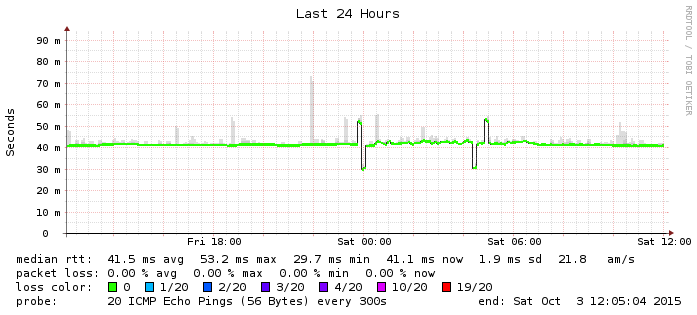 Last 24 Hours
RRDTOOL / TOBI OETIKER
Seconds
90 m
80 m
70 m
60 m
50 m
40 m
30 m
20 m
10 m
0
Fri 18:00 Sat 00:00 Sat 06:00 Sat 12:00
median rtt: 41.5 ms avg 53.2 ms max 29.7 ms min 41.1 ms now 1.9 ms sd 21.8 am/s
packet loss: 0.00 % avg 0.00 % max 0.00 % min 0.00 % now
loss color: 0 1/20 2/20 3/20 4/20 10/20 19/20
probe: 20 ICMP Echo Pings (56 Bytes) every 300s end: Sat Oct 3 12:05:04 2015